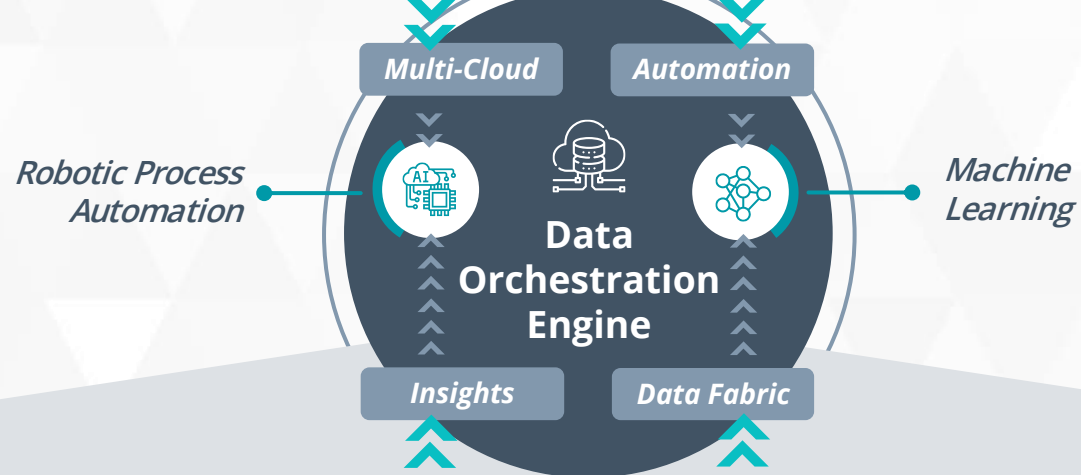 Multi-Cloud
Automation
Robotic Process
Automation
AI
Machine
Learning
Data
Orchestration
Engine
Insights
Data Fabric